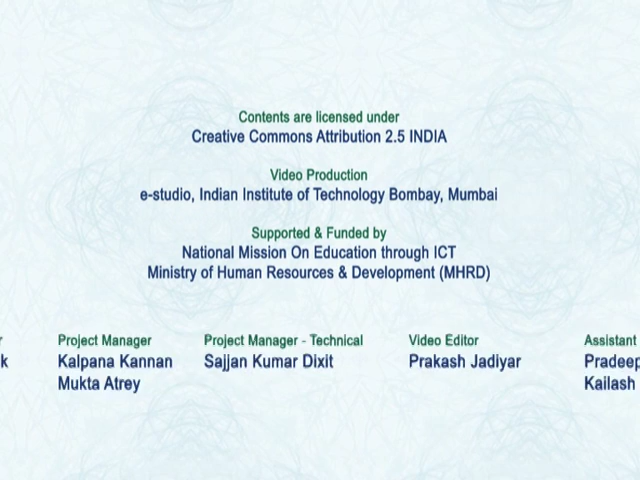 Contents are licensed under
Creative Commons Attribution 2.5 INDIA
Video Production
e-studio, Indian Institute of Technology Bombay, Mumbai
Supported & Funded by
National Mission On Education through ICT
Ministry of Human Resources & Development (MHRD)
Project Manager Project Manager - Technical Video Editor Assistant
Kalpana Kannan Sajjan Kumar Dixit Prakash Jadiyar Pradeep
Mukta Atrey Kailash